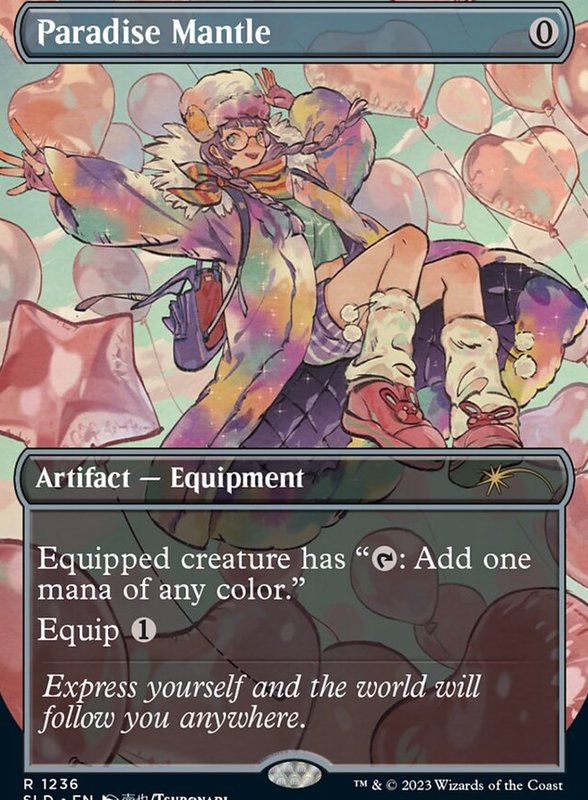 Paradise Mantle 0
Artifact — Equipment
Equipped creature has “: Add one
mana of any color.”
Equip 1
Express yourself and the world will
follow you anywhere.
R 1236
™ & © 2023 Wizards of the Coast
SLD • EN